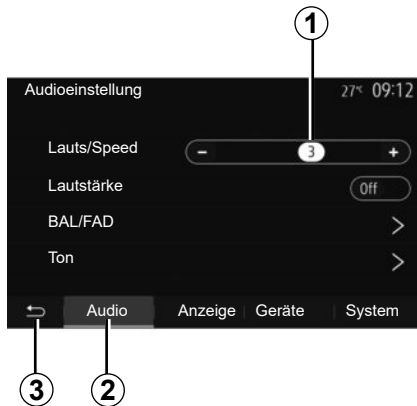 1
Audioeinstellung 27°C 09:12
Lauts/Speed - 3 +
Lautstärke Off
BAL/FAD >
Ton >
Audio Anzeige Geräte System
3 2